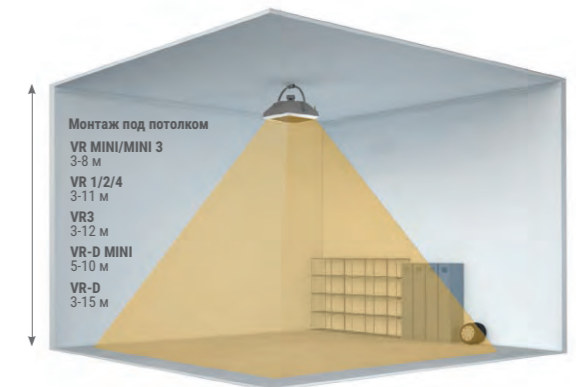 Монтаж под потолком
VR MINI/MINI 3
3-8 м
VR 1/2/4
3-11 м
VR3
3-12 м
VR-D MINI
5-10 м
VR-D
3-15 м